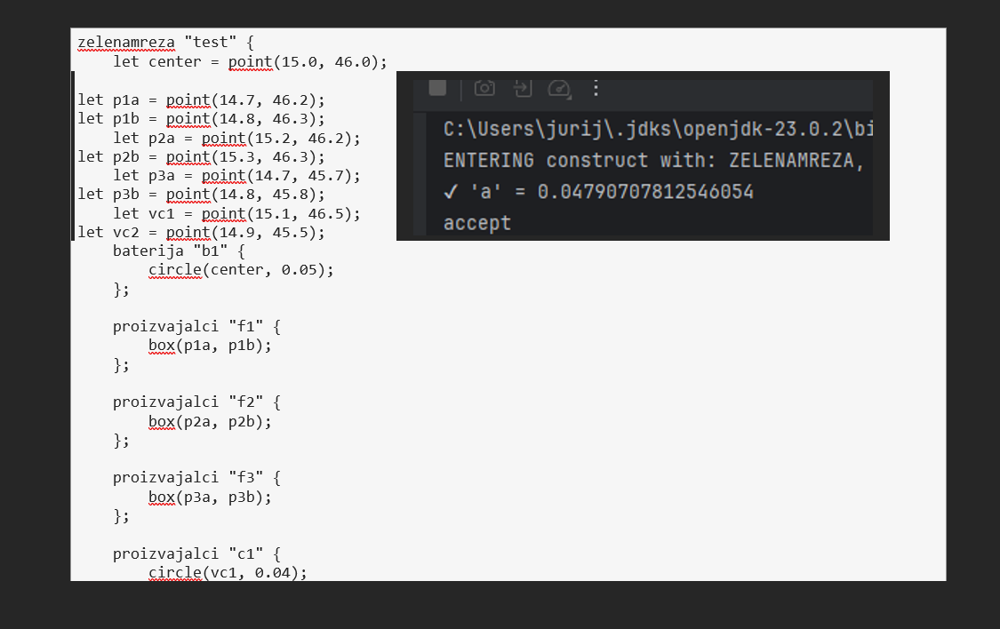 zelenamreza "test" {
let center = point(15.0, 46.0);
let p1a = point(14.7, 46.2);
let p1b = point(14.8, 46.3);
let p2a = point(15.2, 46.2);
let p2b = point(15.3, 46.3);
let p3a = point(14.7, 45.7);
let p3b = point(14.8, 45.8);
let vc1 = point(15.1, 46.5);
let vc2 = point(14.9, 45.5);
baterija "b1" {
circle(center, 0.05);
};
proizvajalci "f1" {
box(p1a, p1b);
};
proizvajalci "f2" {
box(p2a, p2b);
};
proizvajalci "f3" {
box(p3a, p3b);
};
proizvajalci "c1" {
circle(vc1, 0.04);
C:\Users\jurij\.jdks\openjdk-23.0.2\bi
ENTERING construct with: ZELENAMREZA,
✓ 'a' = 0.04790707812546054
accept